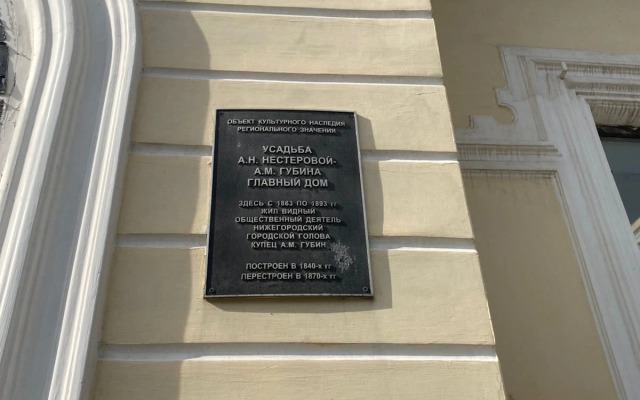 ОБЪЕКТ КУЛЬТУРНОГО НАСЛЕДИЯ
РЕГИОНАЛЬНОГО ЗНАЧЕНИЯ
УСАДЬБА
А.Н. НЕСТЕРОВОЙ-
А.М. ГУБИНА
ГЛАВНЫЙ ДОМ
ЗДЕСЬ С 1863 ПО 1893 гг
ЖИЛ ВИДНЫЙ
ОБЩЕСТВЕННЫЙ ДЕЯТЕЛЬ
НИЖЕГОРОДСКИЙ
ГОРОДСКОЙ ГОЛОВА
КУПЕЦ А.М. ГУБИН
ПОСТРОЕН В 1840-х гг
ПЕРЕСТРОЕН В 1870-х гг